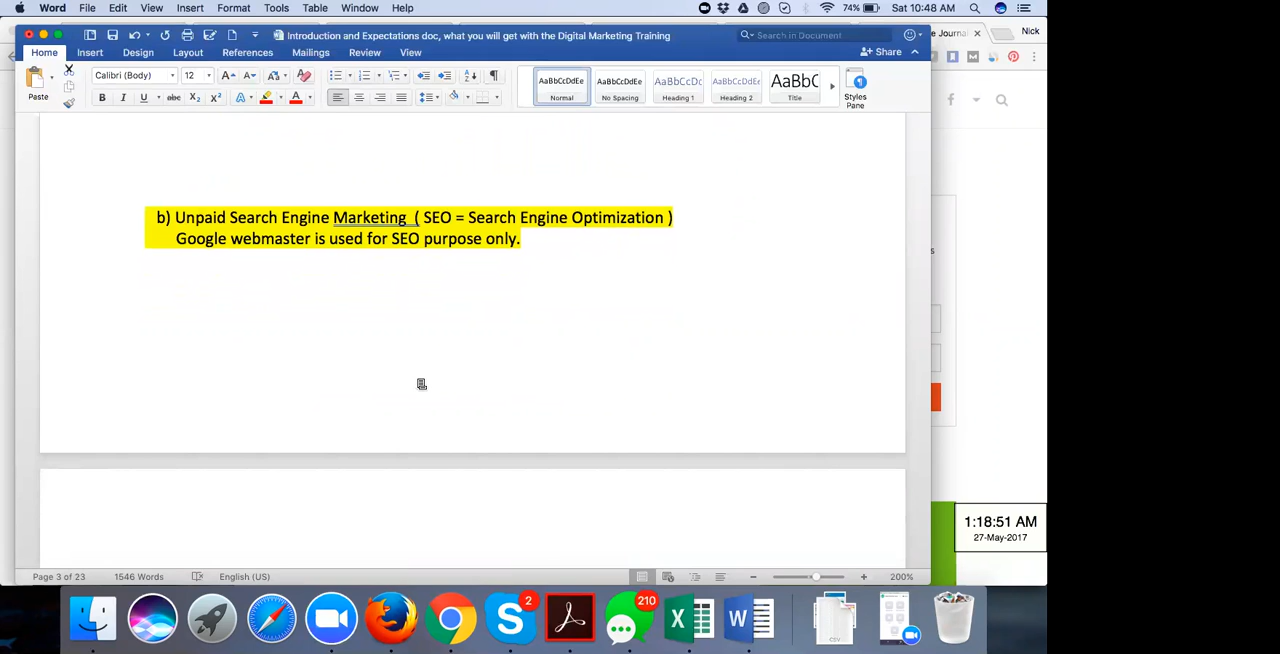 Word File Edit View Insert Format Tools Table Window Help 74% Sat 10:48 AM
Introduction and Expectations doc, what you will get with the Digital Marketing Training
Search in Document
Journal
Nick
Home Insert Design Layout References Mailings Review View
Share
Paste
Calibri (Body) 12
AaBbCcDdEe AaBbCcDdEe AaBbCcDc AaBbCcDdEe AaBbC
Normal No Spacing Heading 1 Heading 2 Title
Styles
Pane
b) Unpaid Search Engine Marketing ( SEO = Search Engine Optimization )
Google webmaster is used for SEO purpose only.
1:18:51 AM
27-May-2017
Page 3 of 23 1546 Words English (US) 200%
2
210
CSV